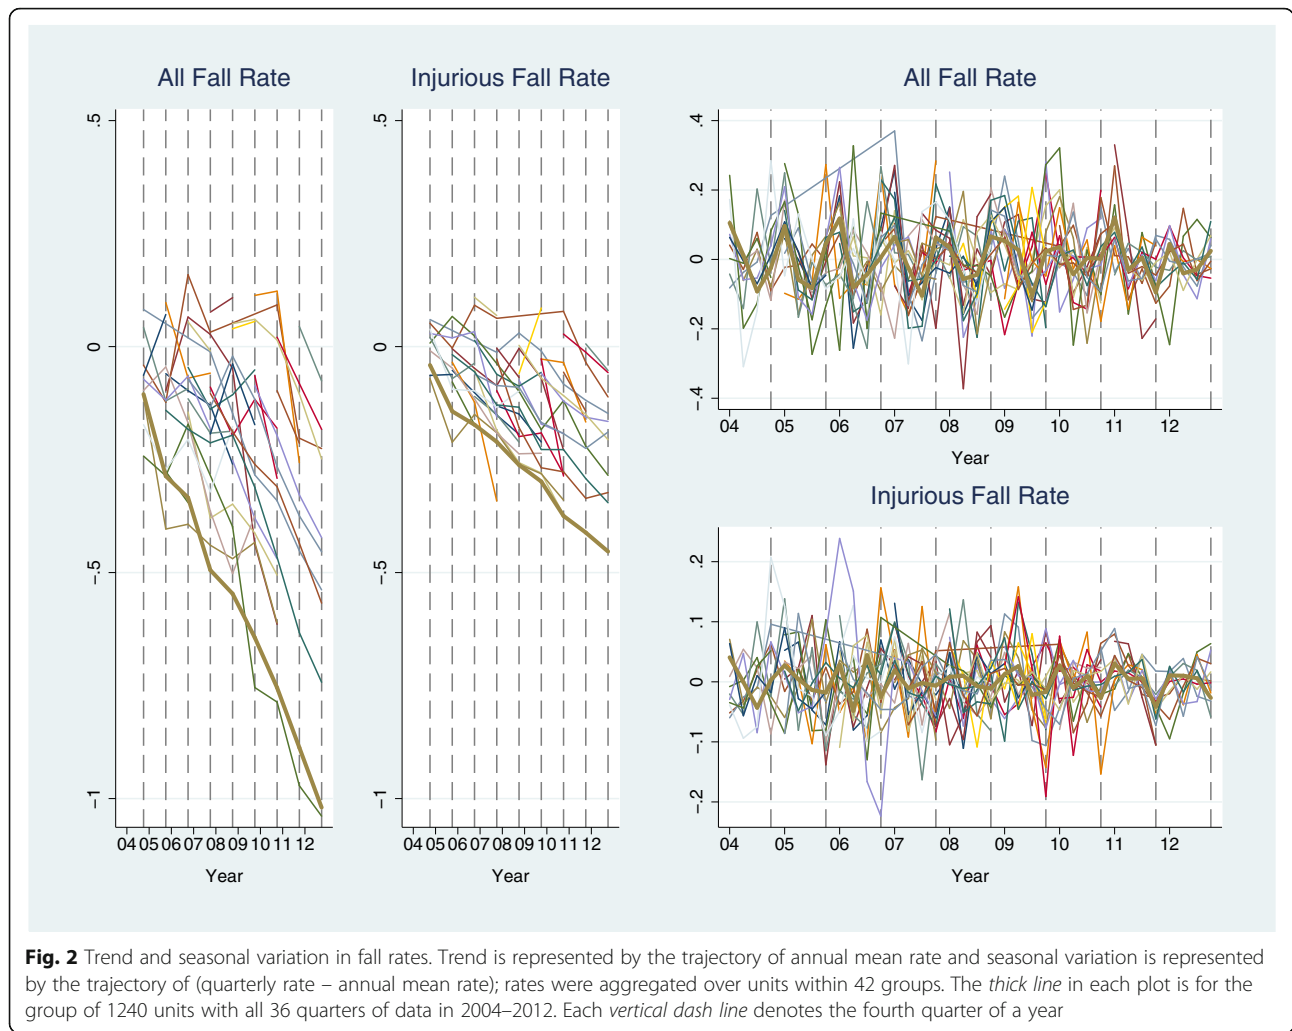 All Fall Rate
.5
0
-.5
-1
04 05 06 07 08 09 10 11 12
Year
Injurious Fall Rate
.5
0
-.5
-1
04 05 06 07 08 09 10 11 12
Year
All Fall Rate
.4
.2
0
-.2
-.4
04 05 06 07 08 09 10 11 12
Year
Injurious Fall Rate
.2
.1
0
-.1
-.2
04 05 06 07 08 09 10 11 12
Year
Fig. 2 Trend and seasonal variation in fall rates. Trend is represented by the trajectory of annual mean rate and seasonal variation is represented
by the trajectory of (quarterly rate – annual mean rate); rates were aggregated over units within 42 groups. The thick line in each plot is for the
group of 1240 units with all 36 quarters of data in 2004–2012. Each vertical dash line denotes the fourth quarter of a year